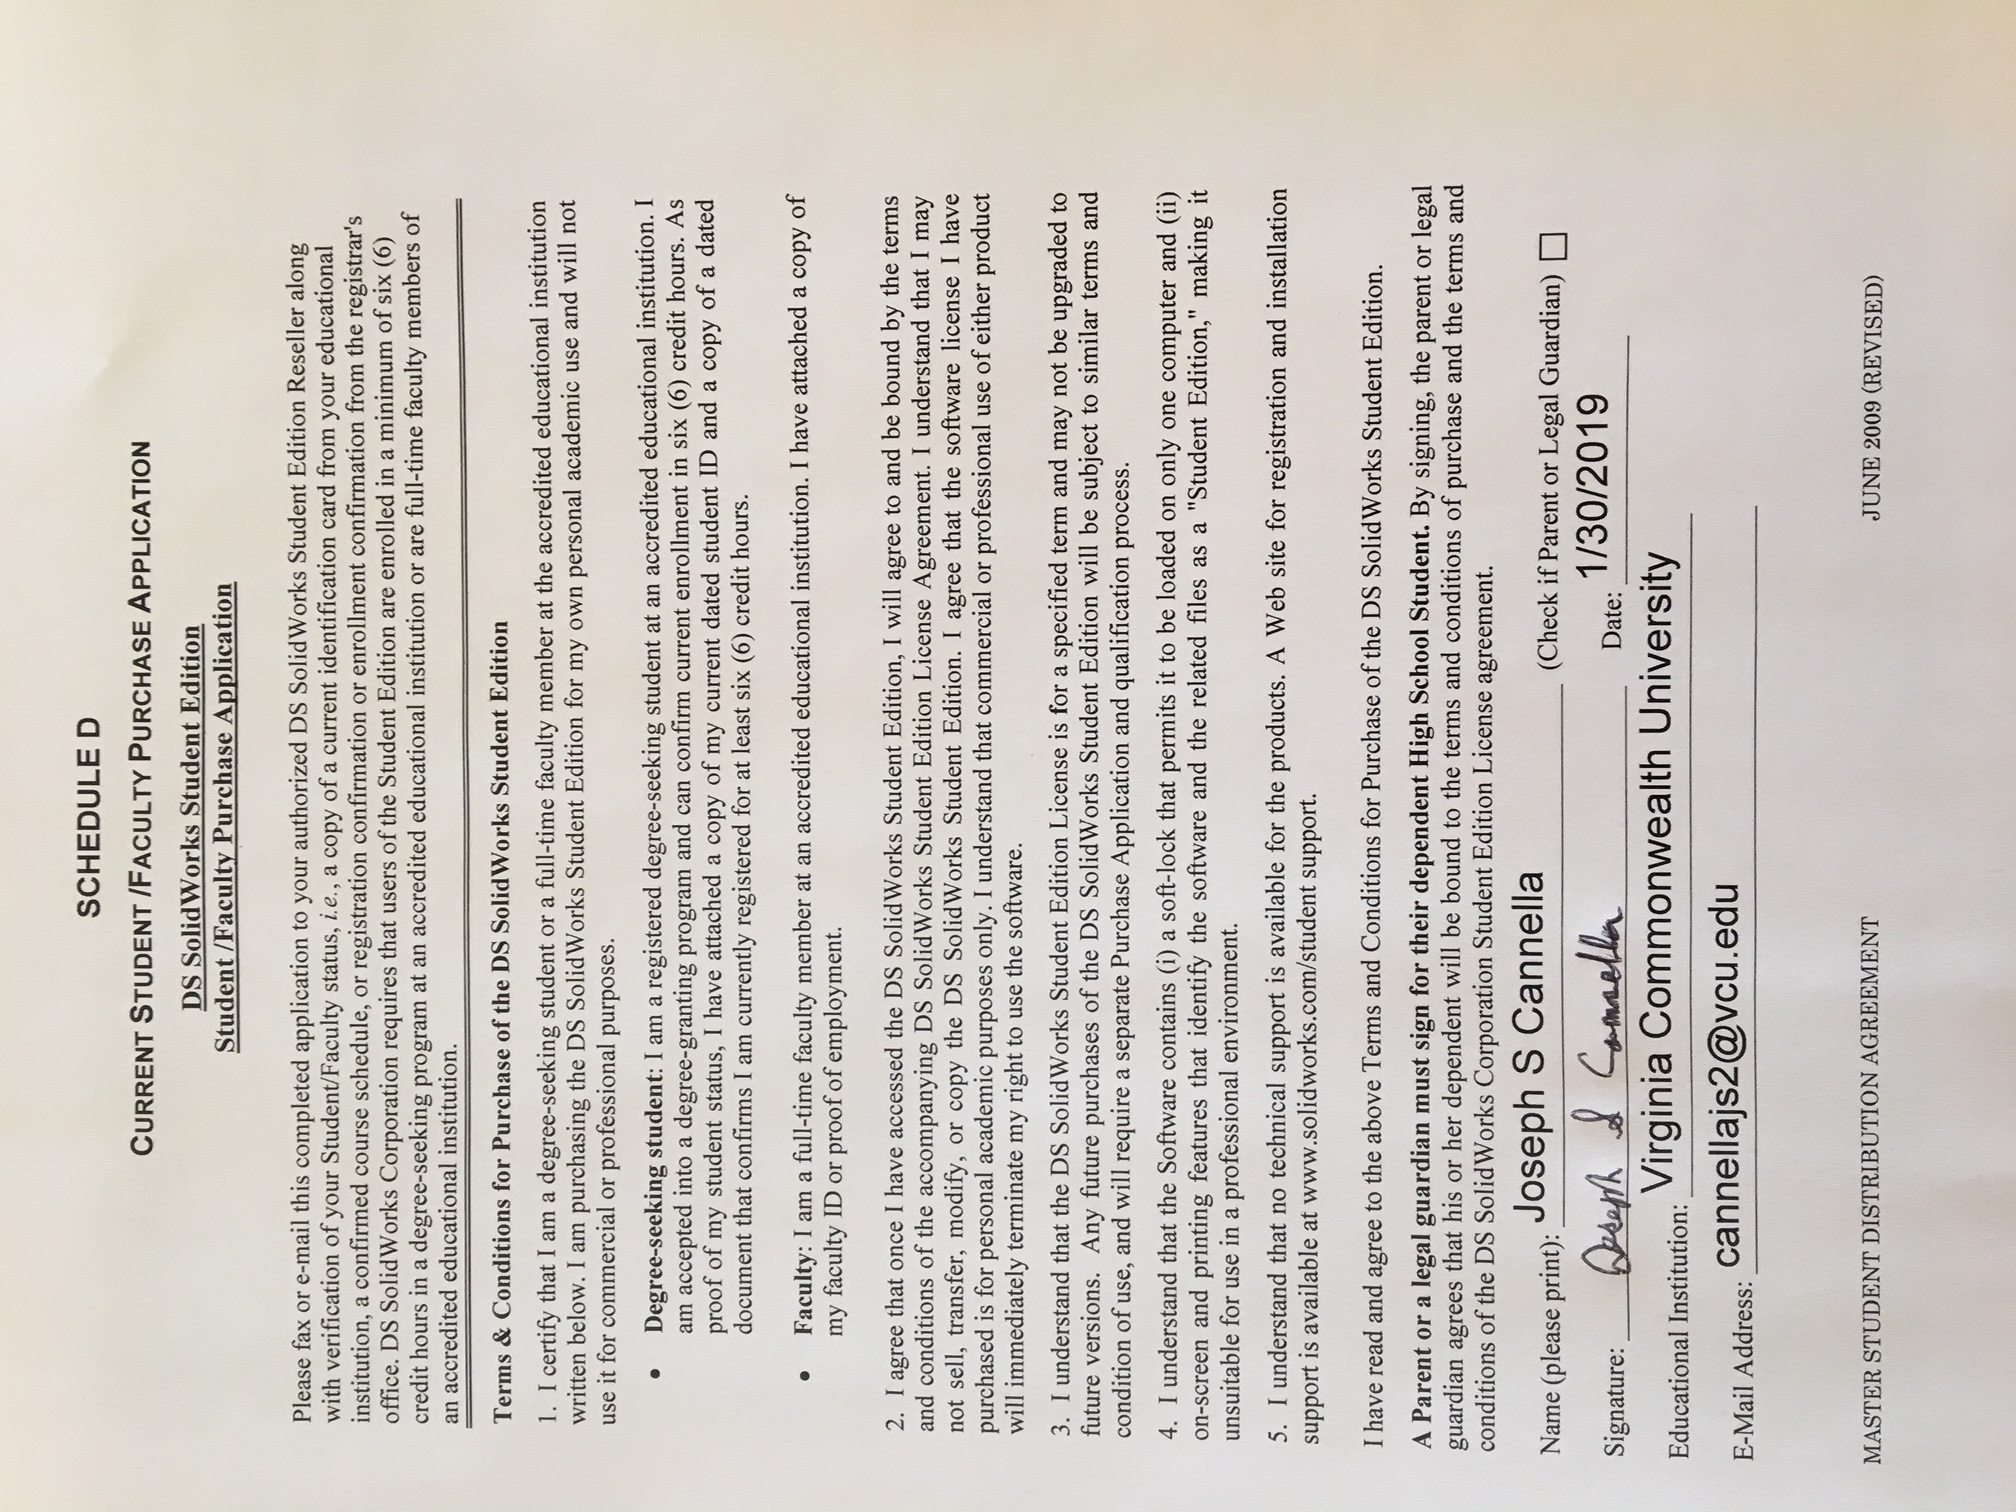 SCHEDULE D
CURRENT STUDENT /FACULTY PURCHASE APPLICATION
DS SolidWorks Student Edition
Student /Faculty Purchase Application
Please fax or e-mail this completed application to your authorized DS SolidWorks Student Edition Reseller along
with verification of your Student/Faculty status, i.e., a copy of a current identification card from your educational
institution, a confirmed course schedule, or registration confirmation or enrollment confirmation from the registrar's
office. DS SolidWorks Corporation requires that users of the Student Edition are enrolled in a minimum of six (6)
credit hours in a degree-seeking program at an accredited educational institution or are full-time faculty members of
an accredited educational institution.
Terms & Conditions for Purchase of the DS SolidWorks Student Edition
1. I certify that I am a degree-seeking student or a full-time faculty member at the accredited educational institution
written below. I am purchasing the DS SolidWorks Student Edition for my own personal academic use and will not
use it for commercial or professional purposes.
• Degree-seeking student: I am a registered degree-seeking student at an accredited educational institution. I
am accepted into a degree-granting program and can confirm current enrollment in six (6) credit hours. As
proof of my student status, I have attached a copy of my current dated student ID and a copy of a dated
document that confirms I am currently registered for at least six (6) credit hours.
• Faculty: I am a full-time faculty member at an accredited educational institution. I have attached a copy of
my faculty ID or proof of employment.
2. I agree that once I have accessed the DS SolidWorks Student Edition, I will agree to and be bound by the terms
and conditions of the accompanying DS SolidWorks Student Edition License Agreement. I understand that I may
not sell, transfer, modify, or copy the DS SolidWorks Student Edition. I agree that the software license I have
purchased is for personal academic purposes only. I understand that commercial or professional use of either product
will immediately terminate my right to use the software.
3. I understand that the DS SolidWorks Student Edition License is for a specified term and may not be upgraded to
future versions. Any future purchases of the DS SolidWorks Student Edition will be subject to similar terms and
condition of use, and will require a separate Purchase Application and qualification process.
4. I understand that the Software contains (i) a soft-lock that permits it to be loaded on only one computer and (ii)
on-screen and printing features that identify the software and the related files as a "Student Edition," making it
unsuitable for use in a professional environment.
5. I understand that no technical support is available for the products. A Web site for registration and installation
support is available at www.solidworks.com/student support.
I have read and agree to the above Terms and Conditions for Purchase of the DS SolidWorks Student Edition.
A Parent or a legal guardian must sign for their dependent High School Student. By signing, the parent or legal
guardian agrees that his or her dependent will be bound to the terms and conditions of purchase and the terms and
conditions of the DS SolidWorks Corporation Student Edition License agreement.
Name (please print): Joseph S Cannella (Check if Parent or Legal Guardian) ☐
Signature: Joseph S Cannella Date: 1/30/2019
Educational Institution: Virginia Commonwealth University
E-Mail Address: cannellajs2@vcu.edu
MASTER STUDENT DISTRIBUTION AGREEMENT JUNE 2009 (REVISED)